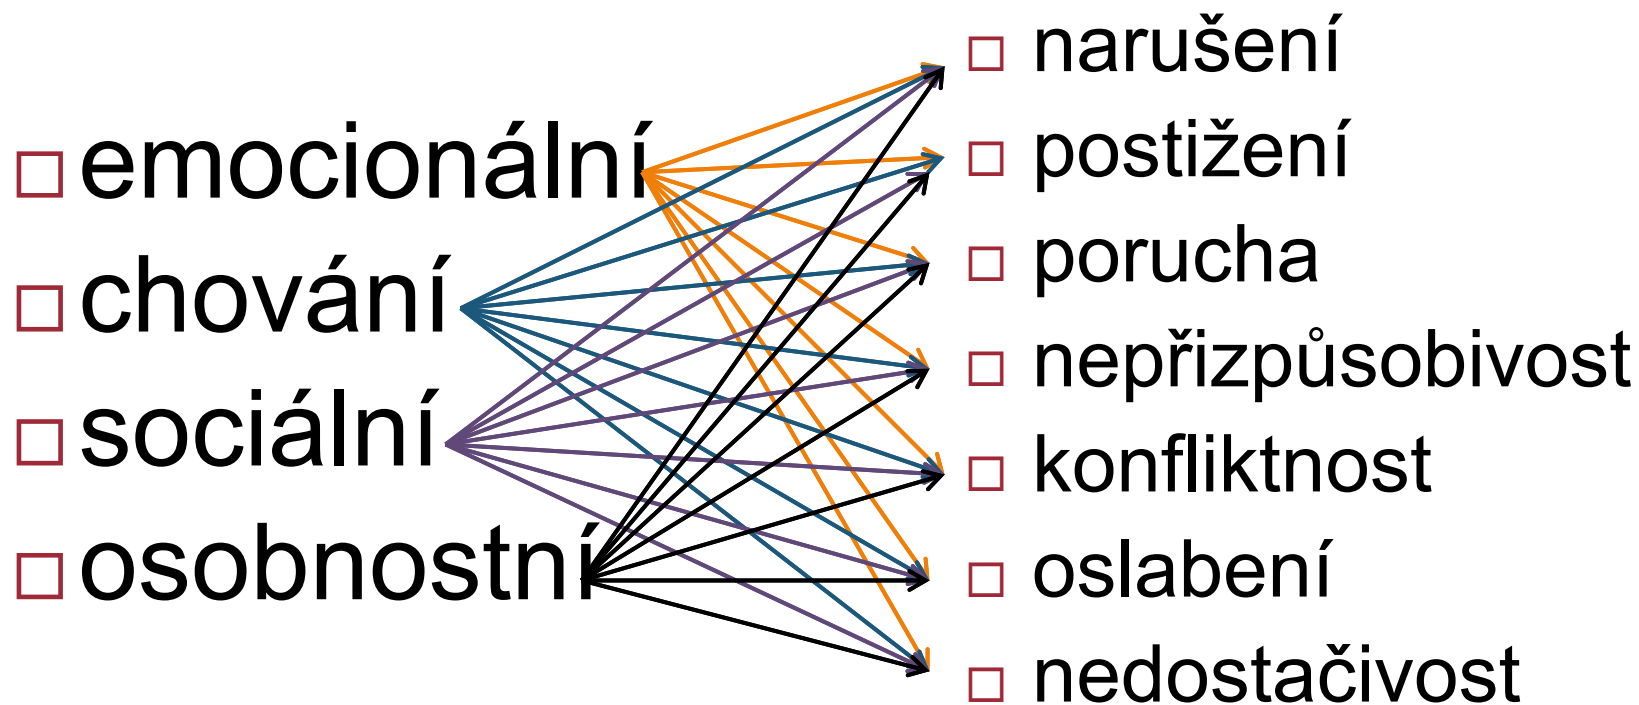 emocionální
chování
sociální
osobnostní
narušení
postižení
porucha
nepřizpůsobivost
konfliktnost
oslabení
nedostačivost